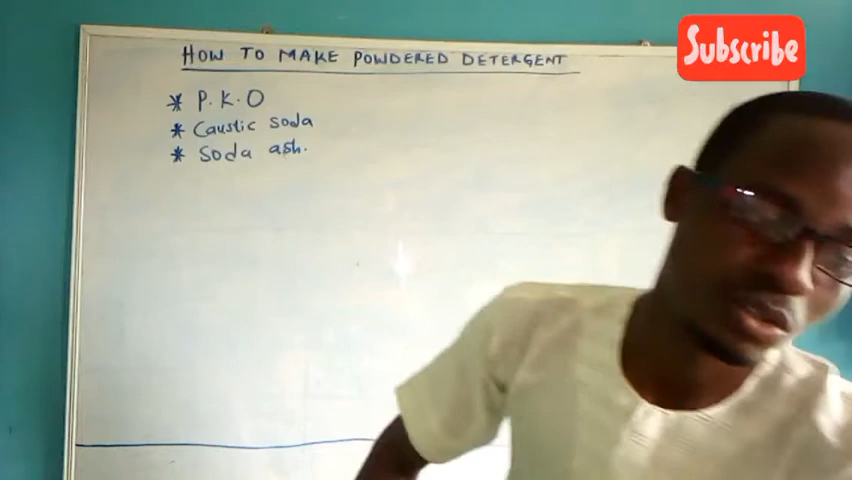 HOW TO MAKE POWDERED DETERGENT
Subscribe
* P.K.O
* Caustic soda
* soda ash.